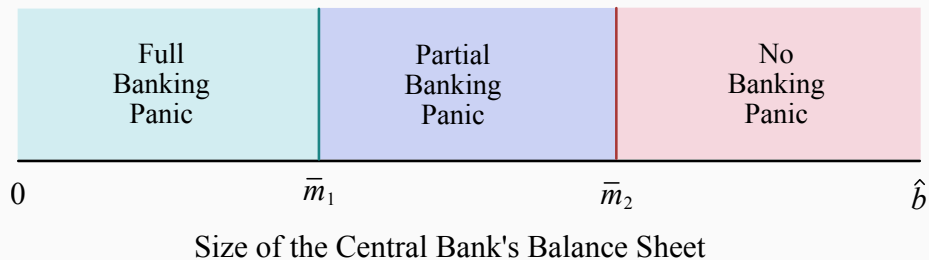 Full
Banking
Panic
Partial
Banking
Panic
No
Banking
Panic
0
m̅₁
m̅₂
b̂
Size of the Central Bank's Balance Sheet